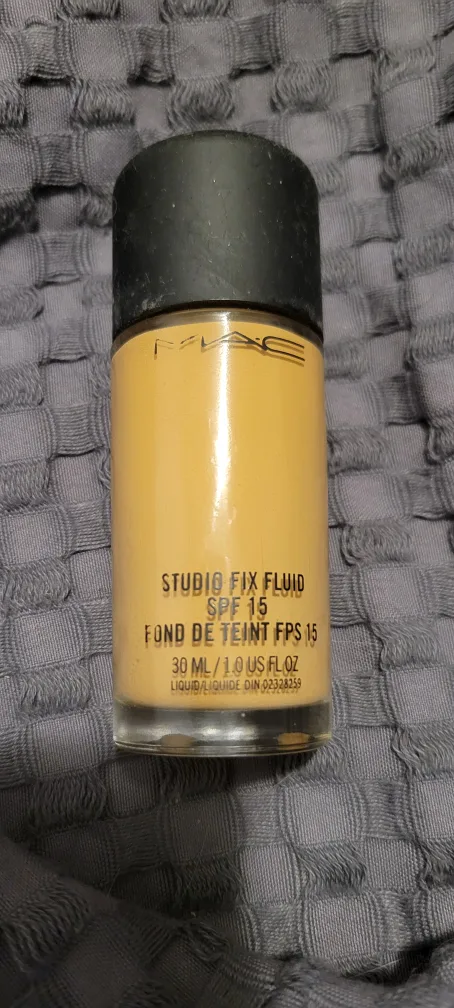 MAC
STUDIO FIX FLUID
SPF 15
FOND DE TEINT FPS 15
30 ML / 1.0 US FL OZ
LIQUID/LIQUIDE DIN 02328259